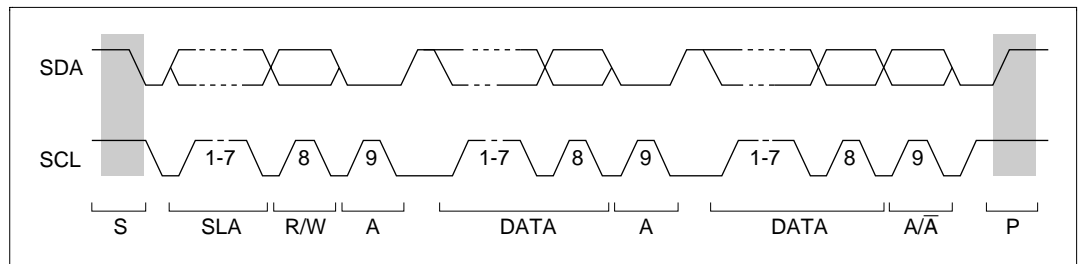 SDA
SCL 1-7 8 9 1-7 8 9 1-7 8 9
S SLA R/W A DATA A DATA A/A̅ P